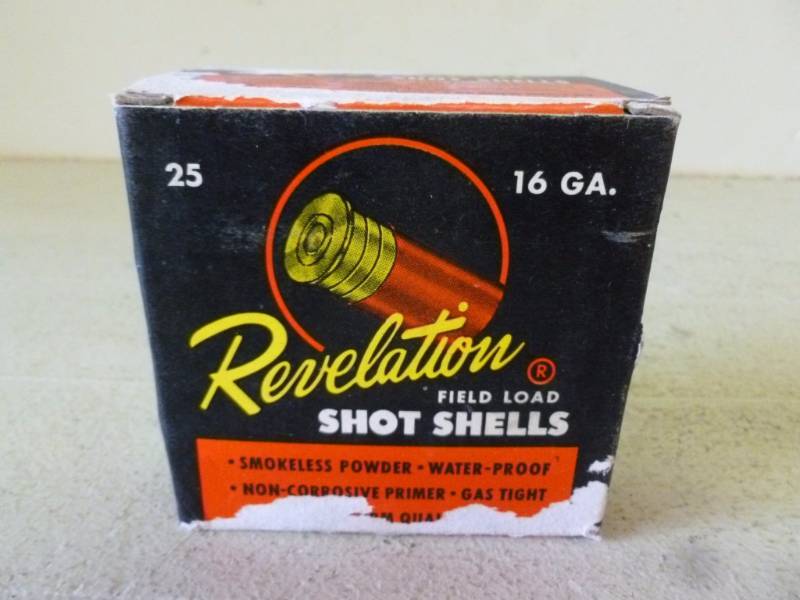 25
16 GA.
Revelation ®
FIELD LOAD
SHOT SHELLS
• SMOKELESS POWDER • WATER-PROOF
• NON-CORROSIVE PRIMER • GAS TIGHT